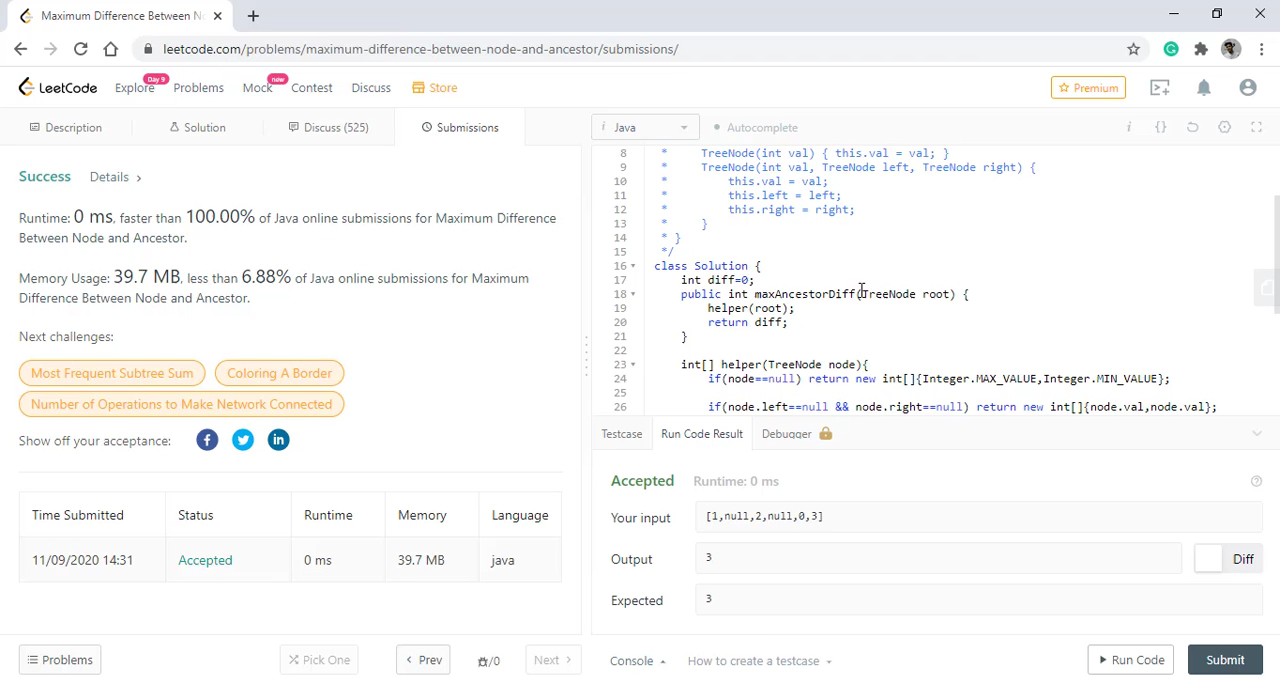 Maximum Difference Between N
leetcode.com/problems/maximum-difference-between-node-and-ancestor/submissions/
LeetCode
Explore
Day 9
Problems
Mock
new
Contest
Discuss
Store
Premium
Description
Solution
Discuss (525)
Submissions
i Java
Autocomplete
i
{}
Success
Details
Runtime: 0 ms, faster than 100.00% of Java online submissions for Maximum Difference
Between Node and Ancestor.
Memory Usage: 39.7 MB, less than 6.88% of Java online submissions for
Maximum Difference Between Node and Ancestor.
Next challenges:
Most Frequent Subtree Sum
Coloring A Border
Number of Operations to Make Network Connected
Show off your acceptance:
Time Submitted Status Runtime Memory Language
11/09/2020 14:31 Accepted 0 ms 39.7 MB java
8 * TreeNode(int val) { this.val = val; }
9 * TreeNode(int val, TreeNode left, TreeNode right) {
10 * this.val = val;
11 * this.left = left;
12 * this.right = right;
13 * }
14 * }
15 */
16 class Solution {
17 int diff=0;
18 public int maxAncestorDiff(TreeNode root) {
19 helper(root);
20 return diff;
21 }
22
23 int[] helper(TreeNode node){
24 if(node==null) return new int[]{Integer.MAX_VALUE,Integer.MIN_VALUE};
25
26 if(node.left==null && node.right==null) return new int[]{node.val,node.val};
Testcase
Run Code Result
Debugger
Accepted
Runtime: 0 ms
Your input
[1,null,2,null,0,3]
Output
3
Diff
Expected
3
Problems
Pick One
Prev
/0
Next
Console
How to create a testcase
Run Code
Submit